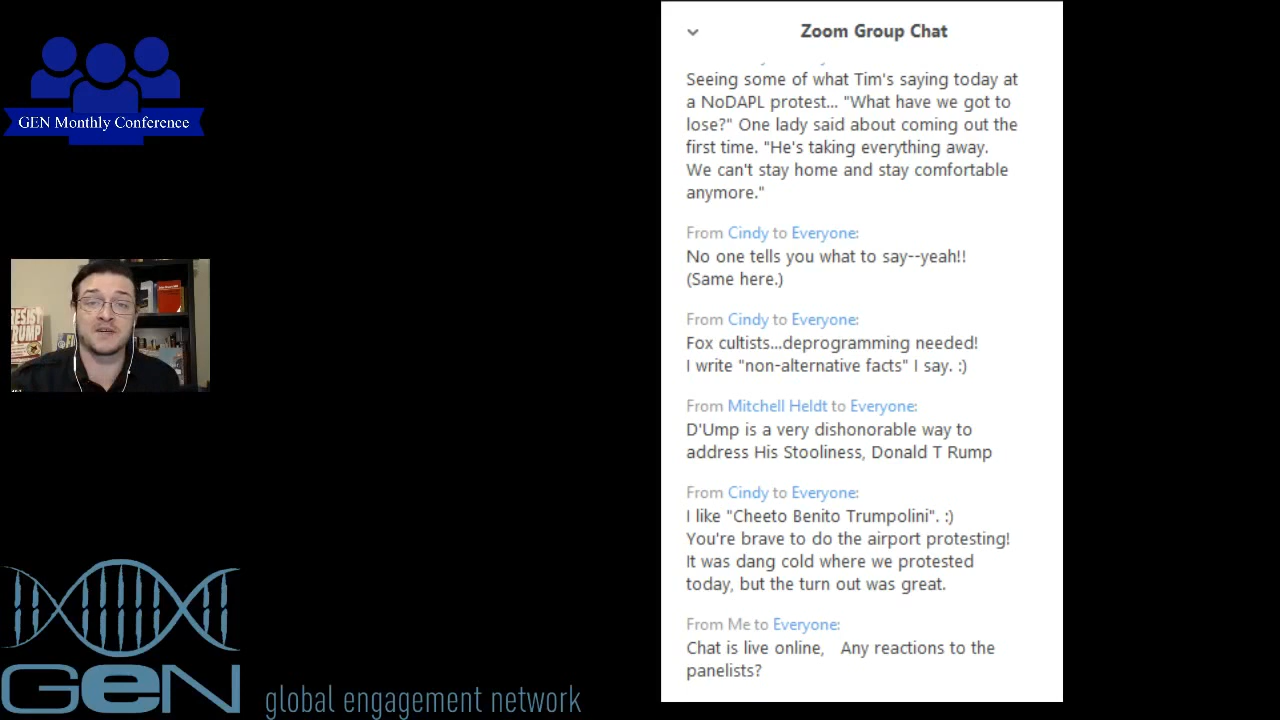 GEN Monthly Conference
RESIST
TRUMP
Zoom Group Chat
Seeing some of what Tim's saying today at
a NoDAPL protest... "What have we got to
lose?" One lady said about coming out the
first time. "He's taking everything away.
We can't stay home and stay comfortable
anymore."
From Cindy to Everyone:
No one tells you what to say--yeah!!
(Same here.)
From Cindy to Everyone:
Fox cultists...deprogramming needed!
I write "non-alternative facts" I say. :)
From Mitchell Heldt to Everyone:
D'Ump is a very dishonorable way to
address His Stooliness, Donald T Rump
From Cindy to Everyone:
I like "Cheeto Benito Trumpolini". :)
You're brave to do the airport protesting!
It was dang cold where we protested
today, but the turn out was great.
From Me to Everyone:
Chat is live online,   Any reactions to the
panelists?
GeN
global engagement network